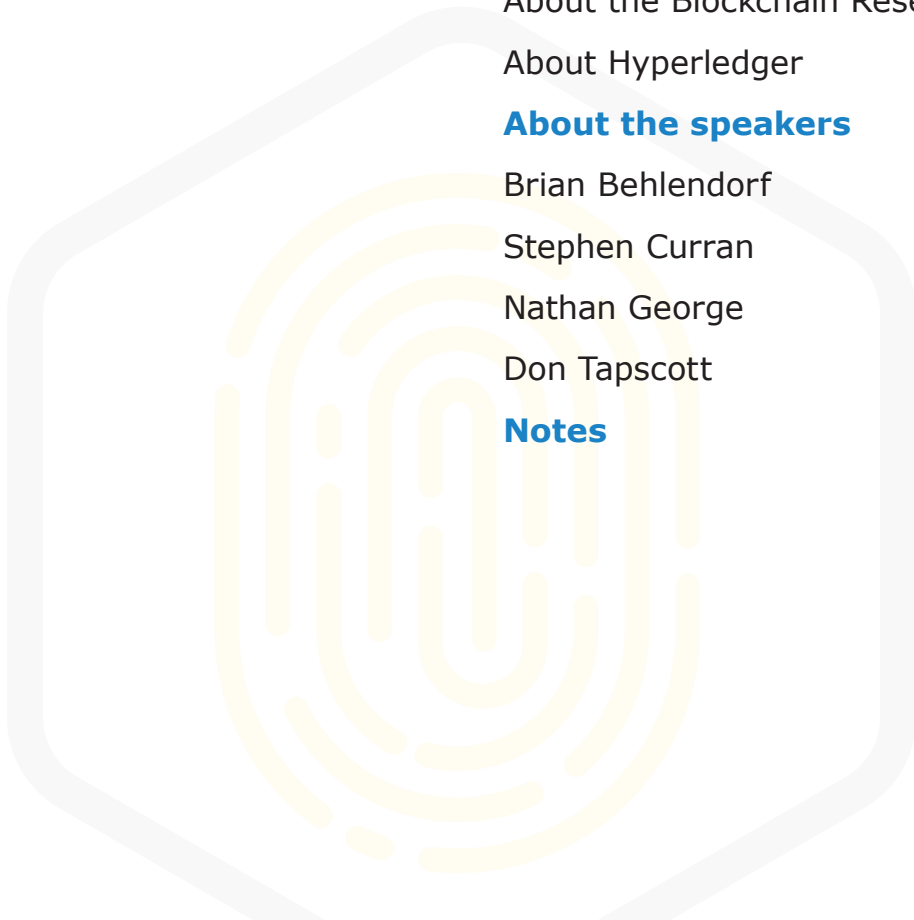 About the Blockchain
About Hyperledger
About the speakers
Brian Behlendorf
Stephen Curran
Nathan George
Don Tapscott
Notes